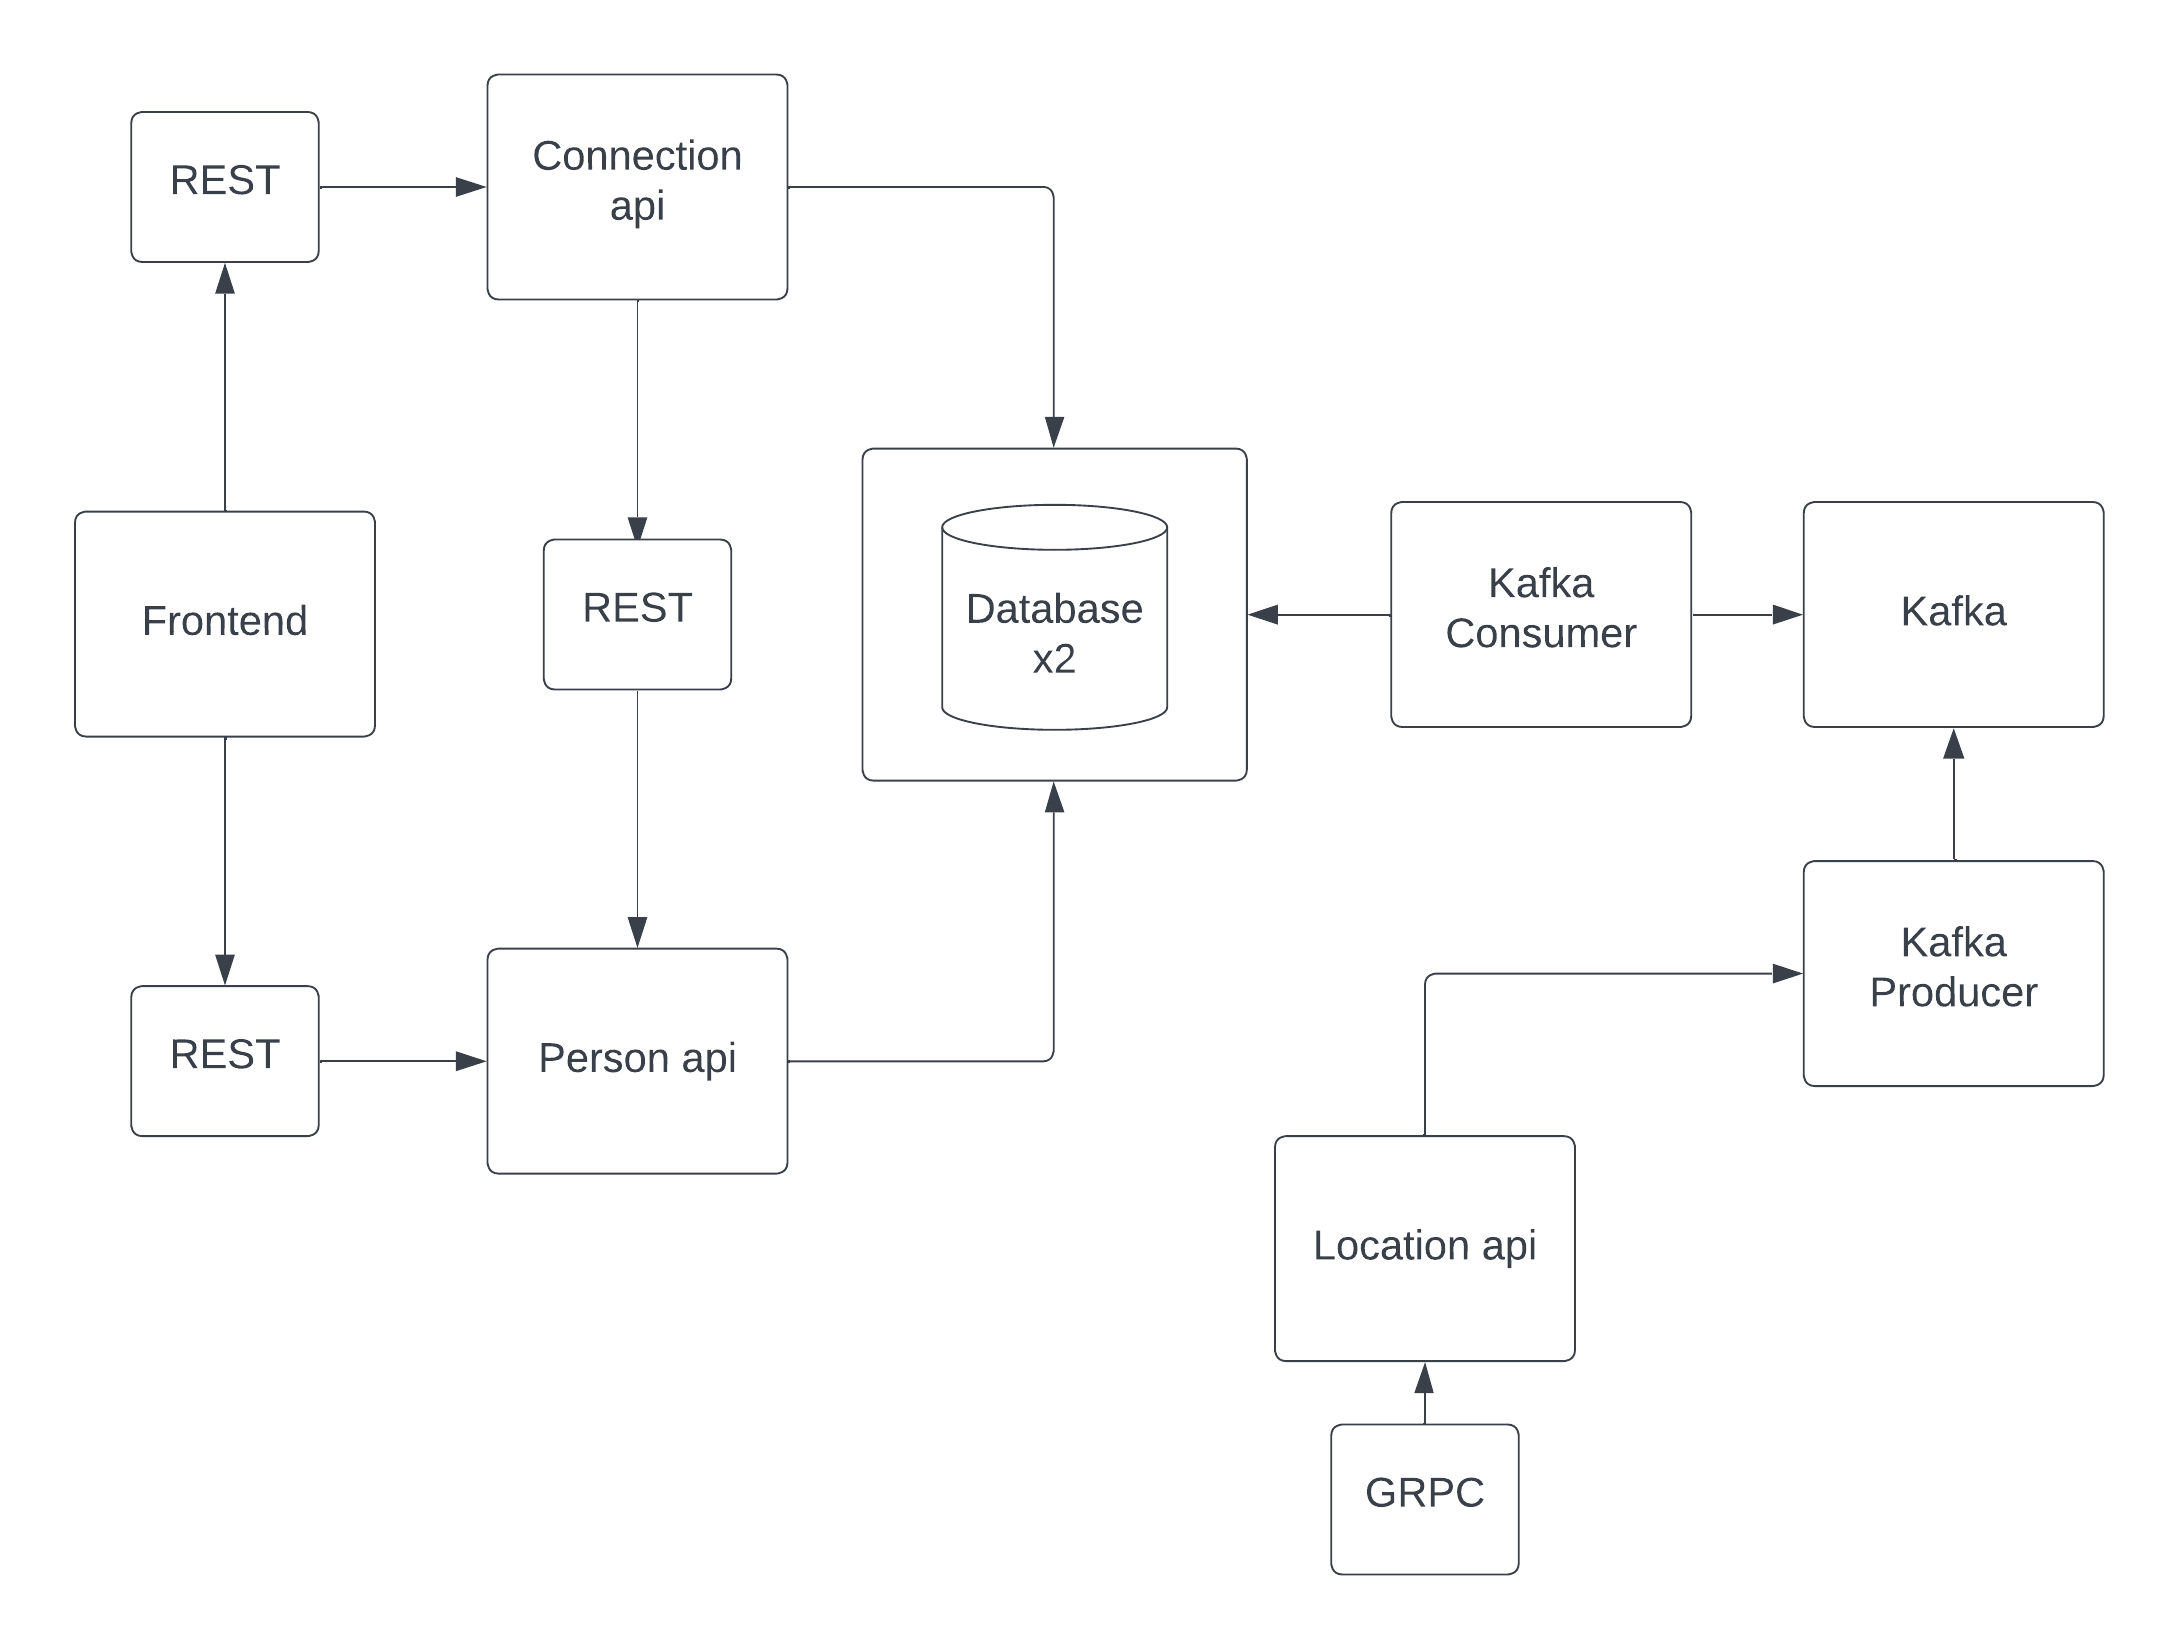 REST
Connection
api
Frontend
REST
Database
x2
Kafka
Consumer
Kafka
REST
Person api
Kafka
Producer
Location api
GRPC